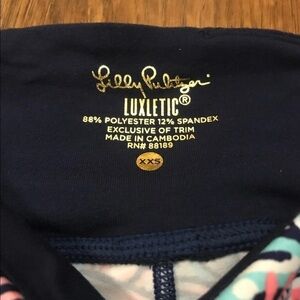 Lilly Pulitzer®
LUXLETIC®
88% POLYESTER 12% SPANDEX
EXCLUSIVE OF TRIM
MADE IN CAMBODIA
RN# 88189
XXS